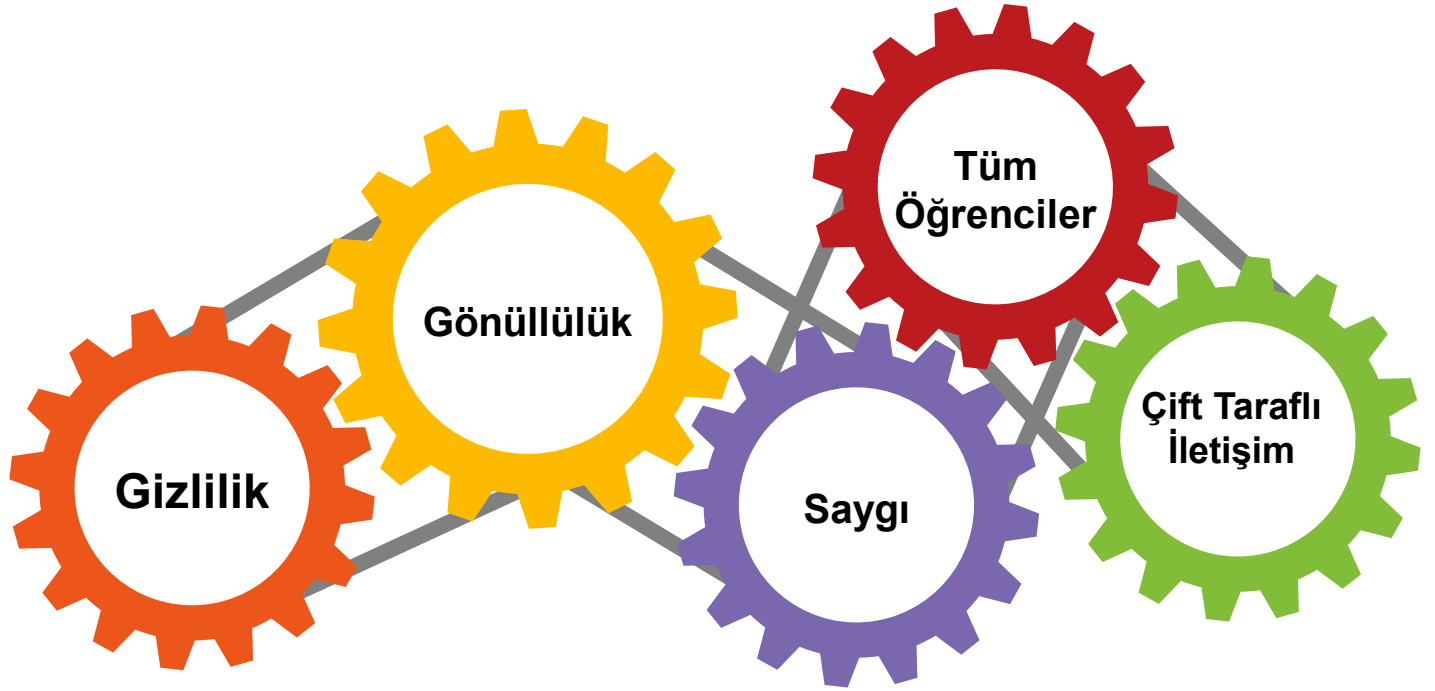 Gizlilik
Gönüllülük
Saygı
Tüm
Öğrenciler
Çift Taraflı
İletişim